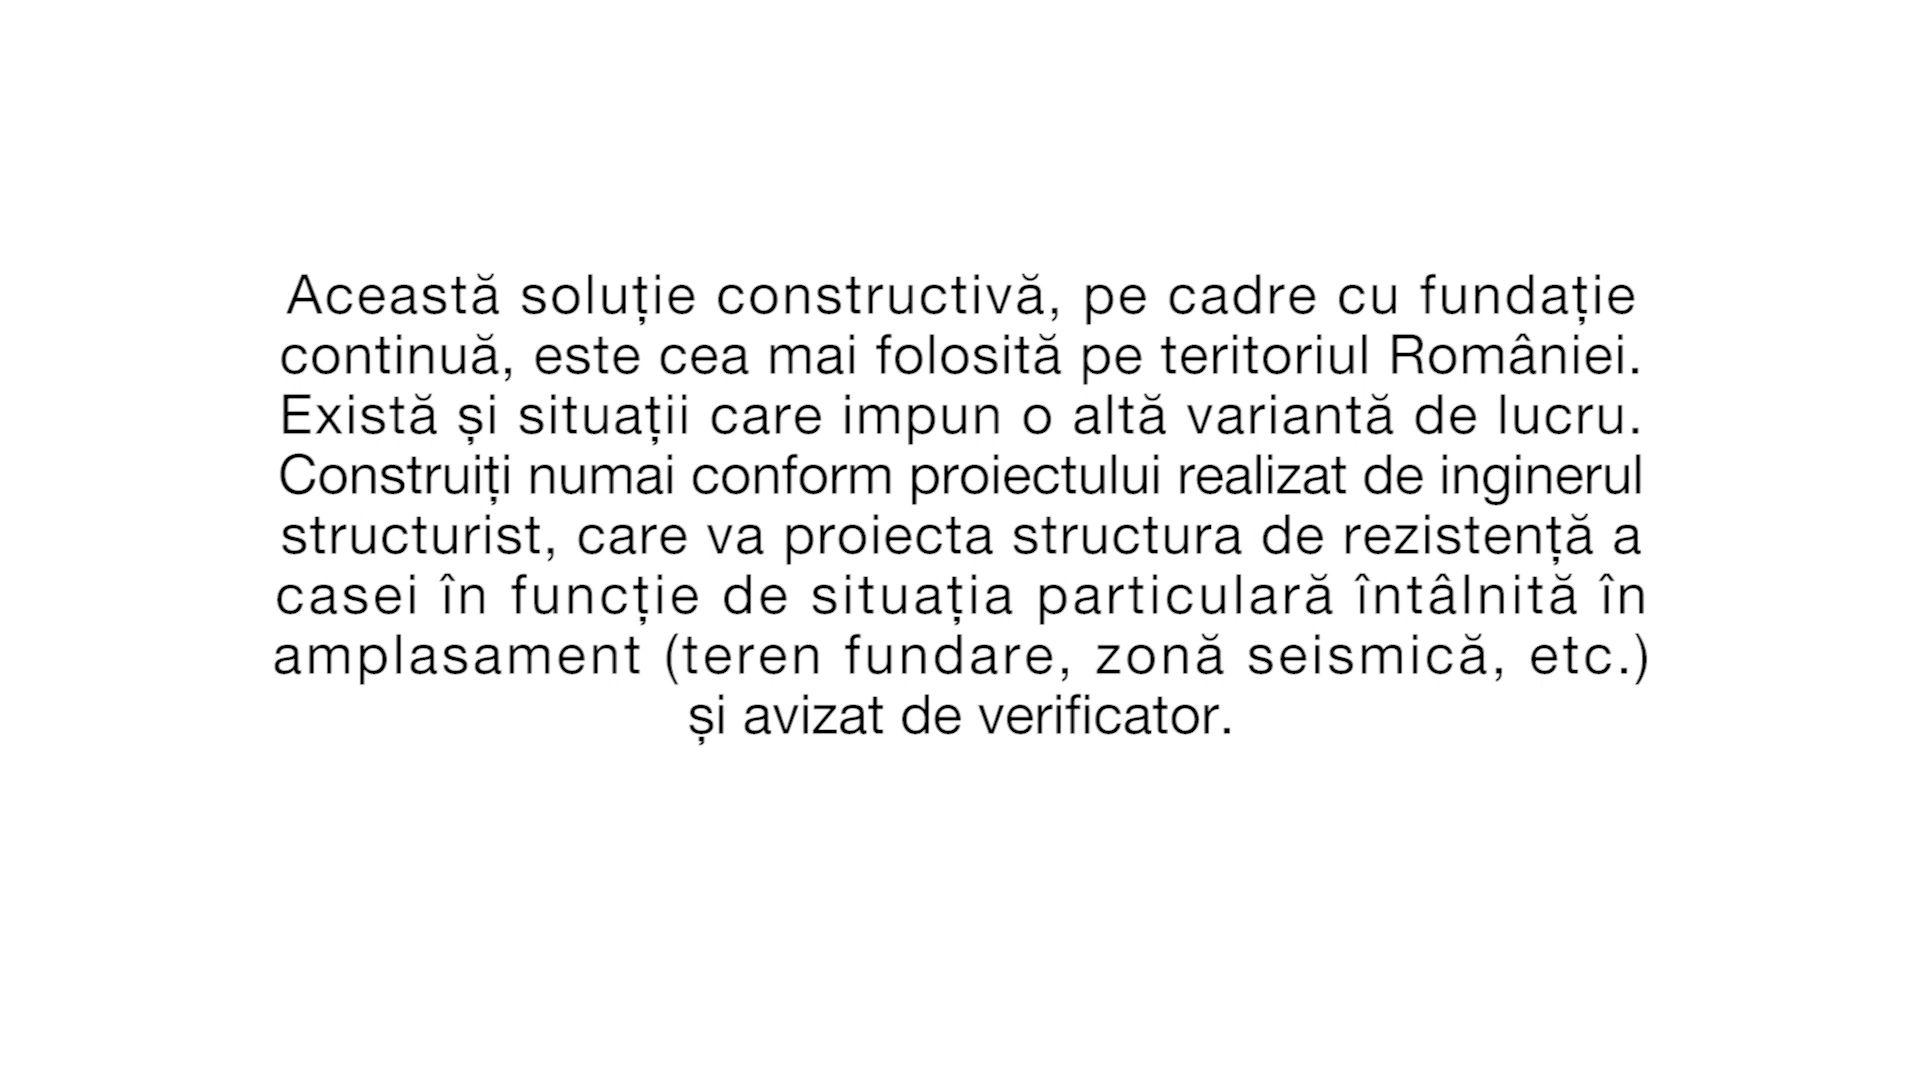 Această soluție constructivă, pe cadre cu fundație
continuă, este cea mai folosită pe teritoriul României.
Există și situații care impun o altă variantă de lucru.
Construiți numai conform proiectului realizat de inginerul
structurist, care va proiecta structura de rezistență a
casei în funcție de situația particulară întâlnită în
amplasament (teren fundare, zonă seismică, etc.)
și avizat de verificator.